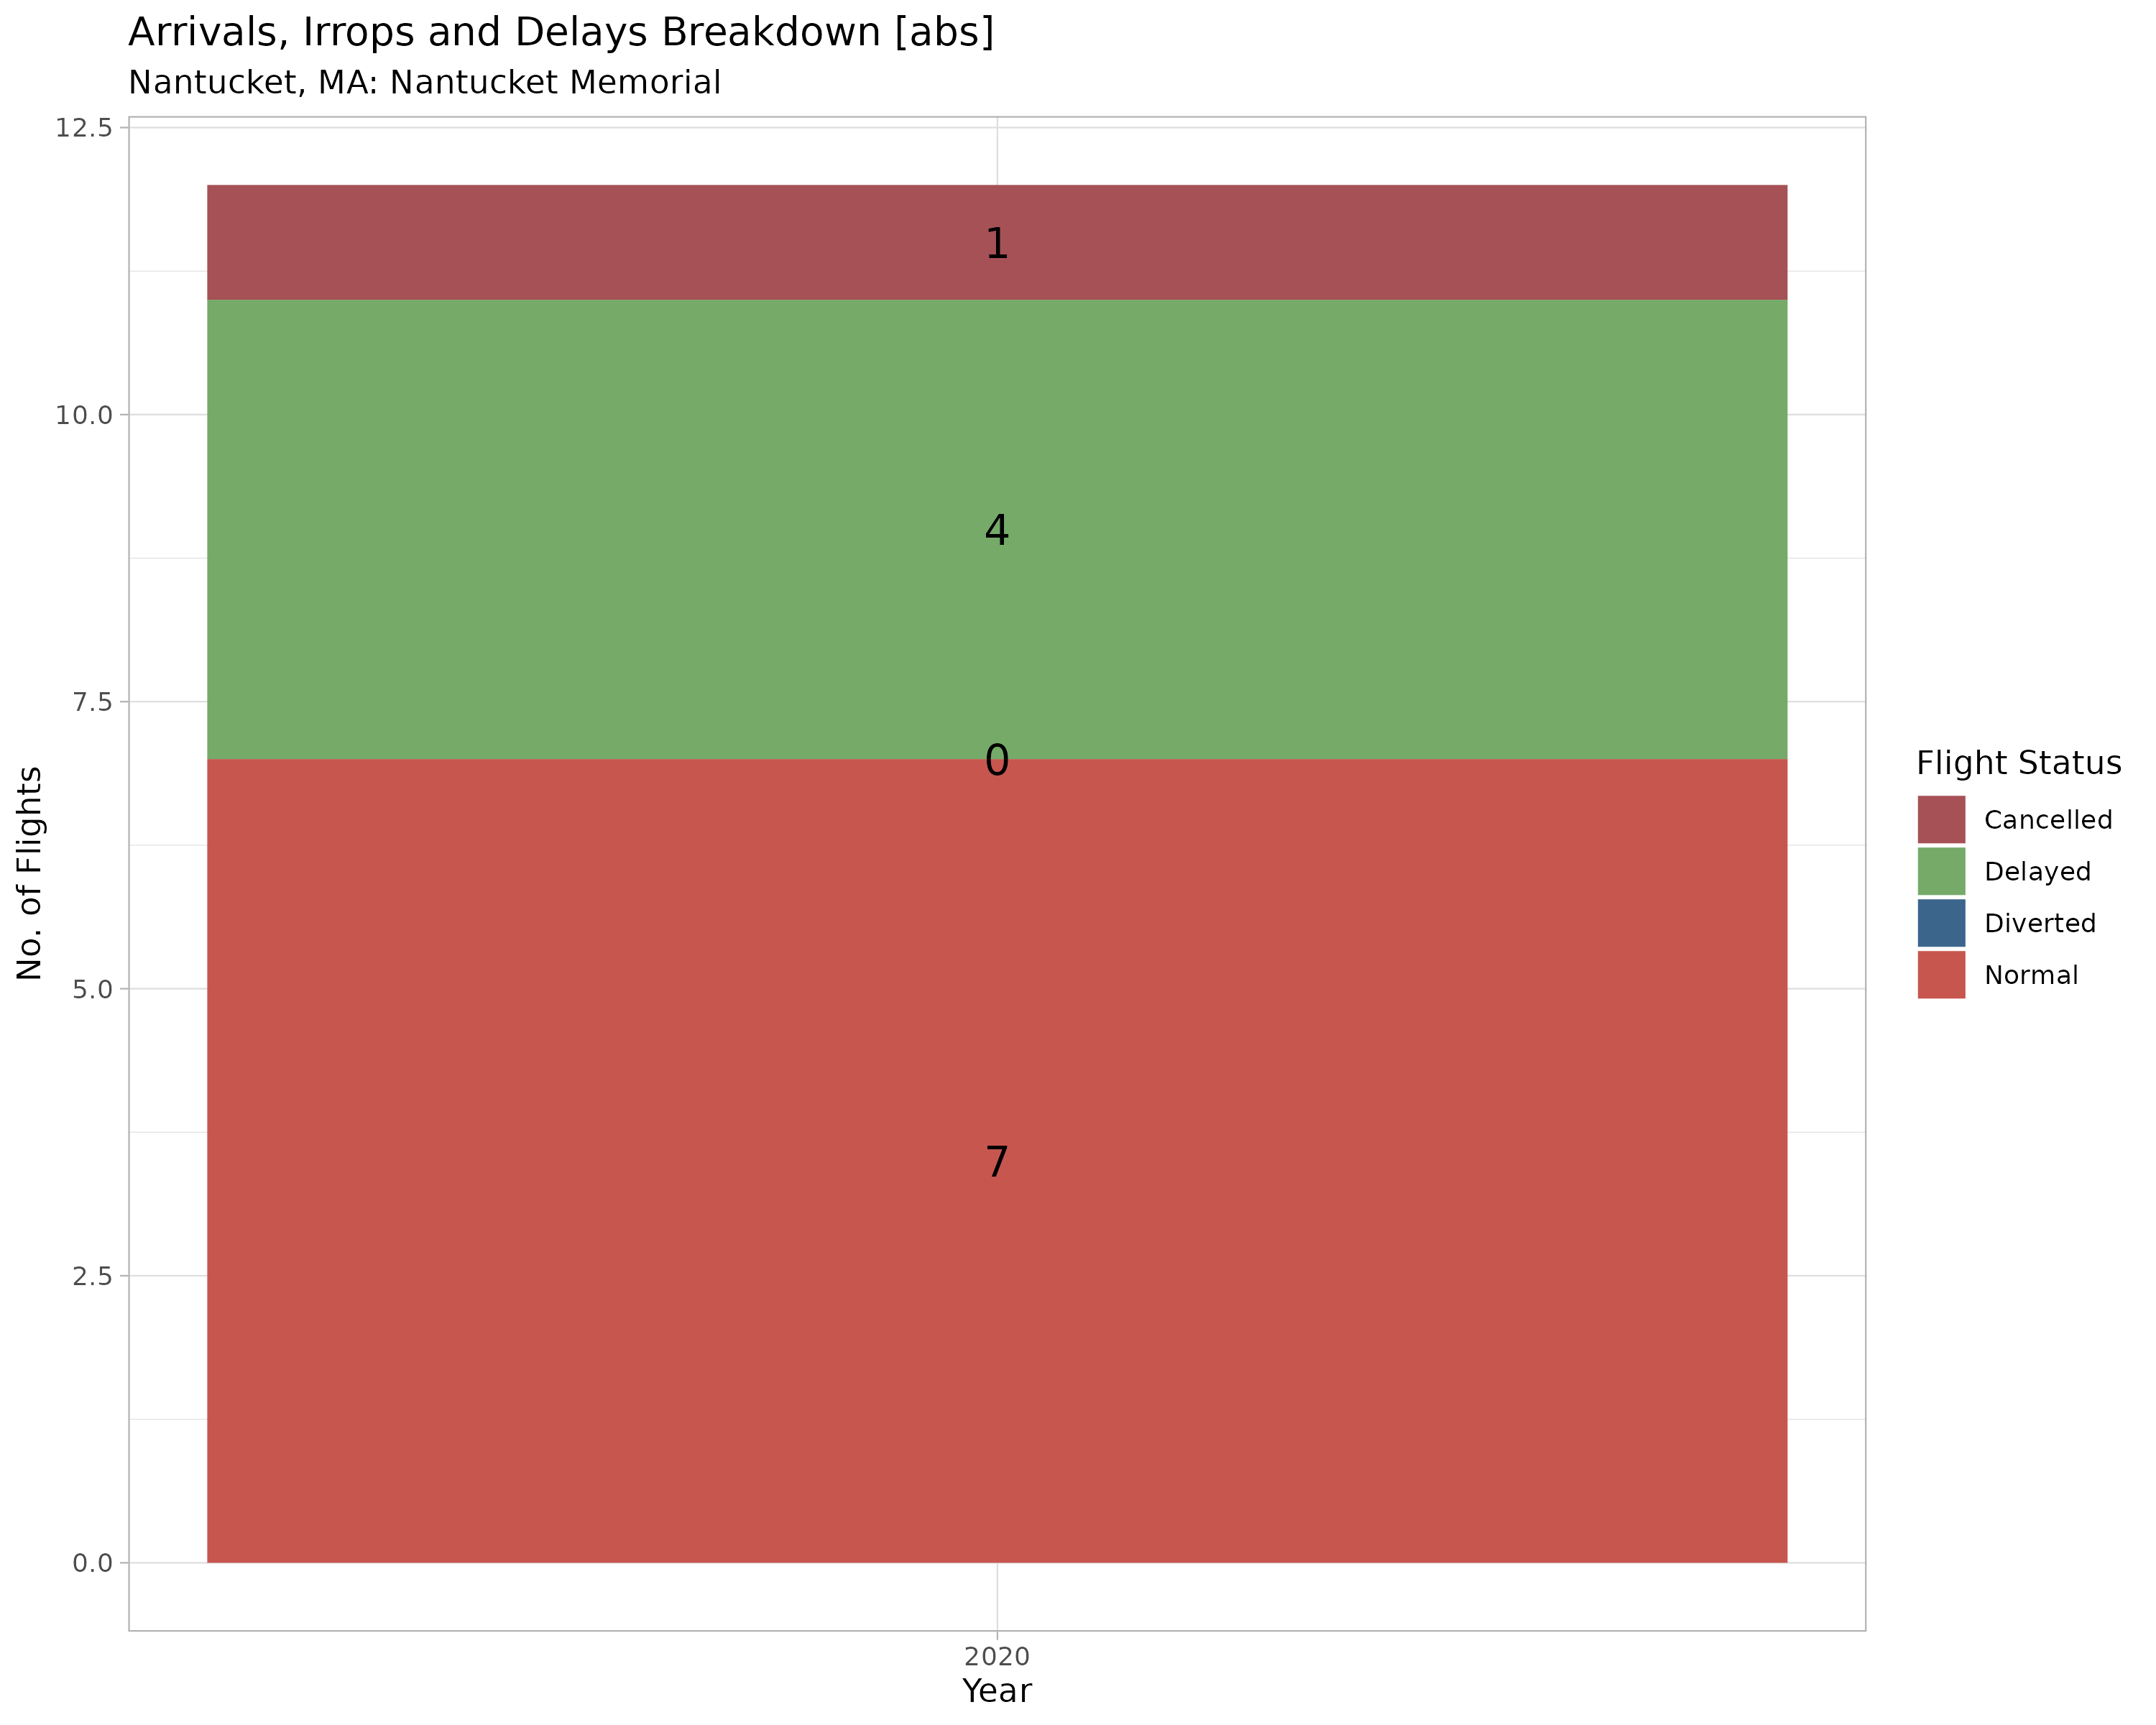 Arrivals, Irrops and Delays Breakdown [abs]
Nantucket, MA: Nantucket Memorial
12.5
10.0
7.5
5.0
2.5
0.0
No. of Flights
1
4
0
7
2020
Year
Flight Status
Cancelled
Delayed
Diverted
Normal